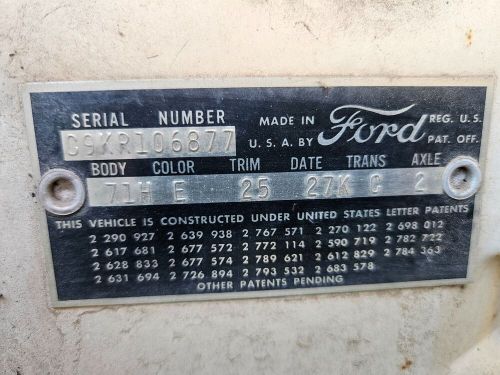 SERIAL NUMBER MADE IN Ford REG. U.S.
C9KR106877 U.S.A. BY PAT. OFF.
BODY COLOR TRIM DATE TRANS AXLE
71H E 25 27K C 2
THIS VEHICLE IS CONSTRUCTED UNDER UNITED STATES LETTER PATENTS
2 290 927 2 639 938 2 767 571 2 270 122 2 698 012
2 617 681 2 677 572 2 772 114 2 590 719 2 782 722
2 628 833 2 677 574 2 789 621 2 612 829 2 784 363
2 631 694 2 726 894 2 793 532 2 683 578
OTHER PATENTS PENDING